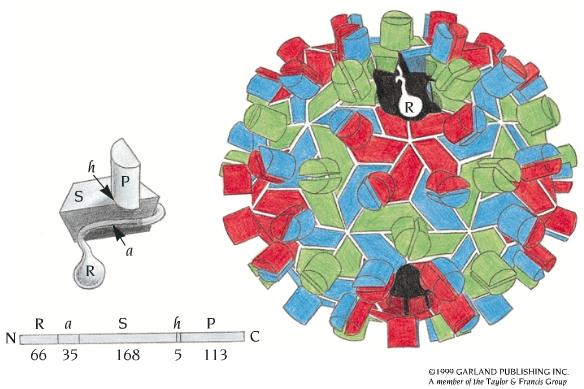 R
h
P
S
a
R
R a S h P
N C
66 35 168 5 113
©1999 GARLAND PUBLISHING INC.
A member of the Taylor & Francis Group